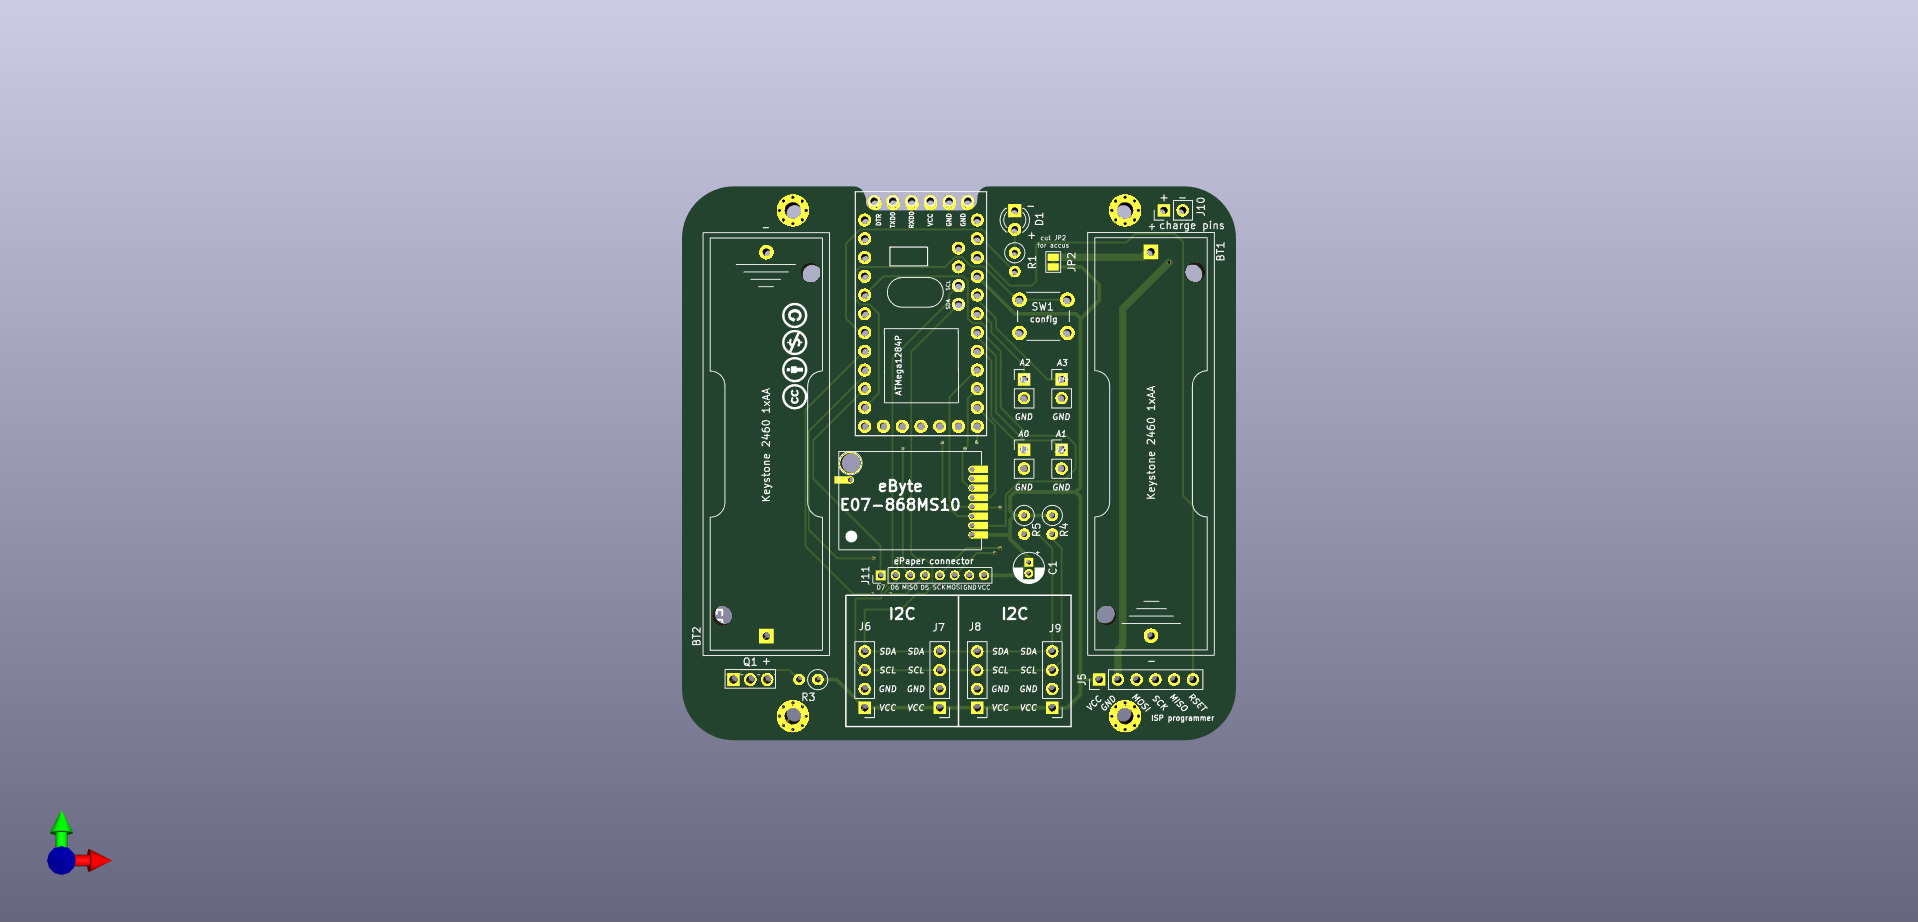 DTR TXD0 RXD0 VCC GND GND
- D1
+
cut JP2
for accus
R1
JP2
+ -
J10
+ charge pins
BT1
-
SCL
SDA
SW1
config
ATMega1284P
A2 A3
GND GND
A0 A1
GND GND
Keystone 2460 1xAA
Keystone 2460 1xAA
cc
eByte
E07-868MS10
R5
R4
+
C1
ePaper connector
J11
D7 D6 MISO D5 SCK MOSI GND VCC
I2C I2C
J6 J7 J8 J9
SDA SDA SDA SDA
SCL SCL SCL SCL
GND GND GND GND
VCC VCC VCC VCC
BT2
Q1 +
R3
-
J5
VCC GND MOSI SCK MISO RSET
ISP programmer